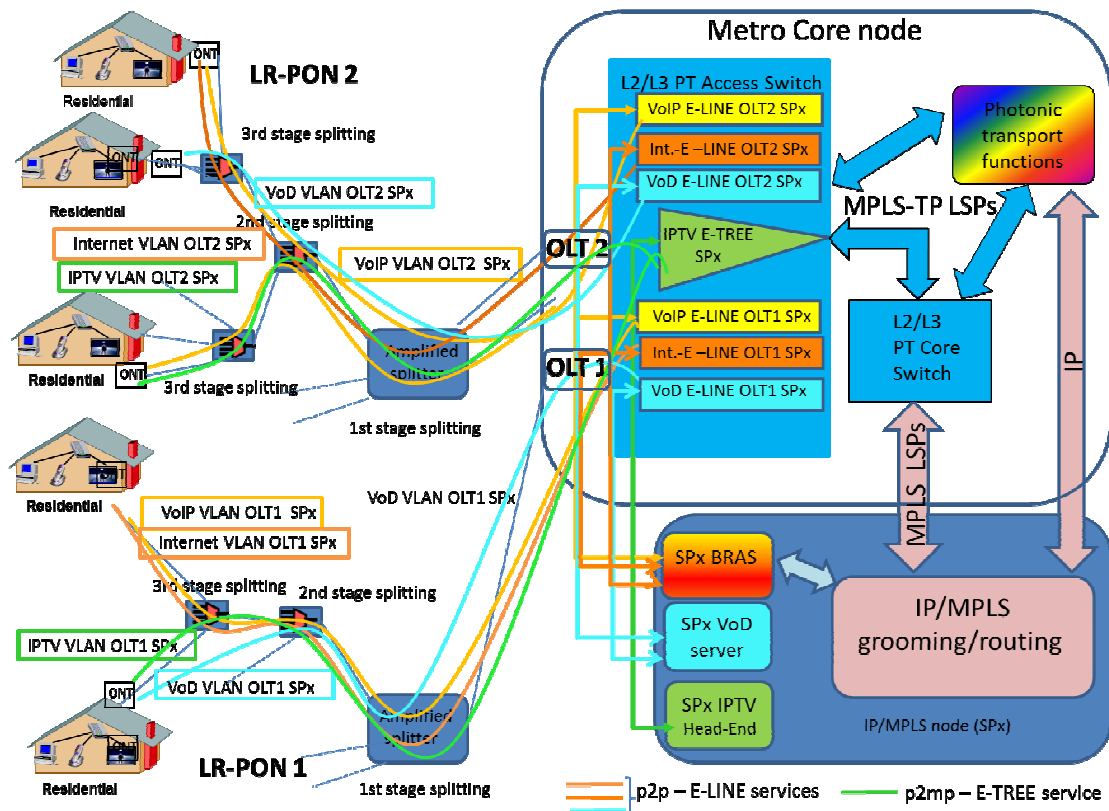 Metro Core node
L2/L3 PT Access Switch
VoIP E-LINE OLT2 SPx
Int.-E –LINE OLT2 SPx
VoD E-LINE OLT2 SPx
IPTV E-TREE
SPx
VoIP E-LINE OLT1 SPx
Int.-E –LINE OLT1 SPx
VoD E-LINE OLT1 SPx
Photonic
transport
functions
MPLS-TP LSPs
L2/L3
PT Core
Switch
IP
MPLS LSPs
OLT 2
OLT 1
ONT
LR-PON 2
Residential
3rd stage splitting
ONT
ONT
VoD VLAN OLT2 SPx
Residential
2nd stage splitting
Internet VLAN OLT2 SPx
IPTV VLAN OLT2 SPx
VoIP VLAN OLT2 SPx
Amplified
splitter
ONT
Residential
3rd stage splitting
1st stage splitting
ONT
Residential
VoD VLAN OLT1 SPx
VoIP VLAN OLT1 SPx
Internet VLAN OLT1 SPx
3rd stage splitting
2nd stage splitting
IPTV VLAN OLT1 SPx
VoD VLAN OLT1 SPx
ONT
ONT
Amplified
splitter
Residential
LR-PON 1
1st stage splitting
SPx BRAS
SPx VoD
server
SPx IPTV
Head-End
IP/MPLS
grooming/routing
IP/MPLS node (SPx)
p2p – E-LINE services
p2mp – E-TREE service